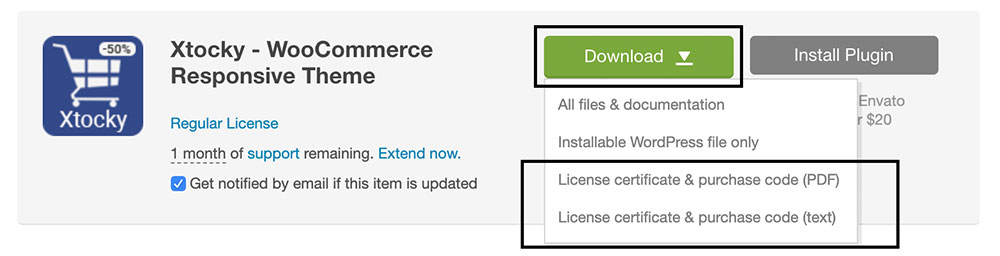 -50%
Xtocky
Xtocky - WooCommerce
Responsive Theme
Regular License
1 month of support remaining. Extend now.
Get notified by email if this item is updated
Download
Install Plugin
All files & documentation
Installable WordPress file only
License certificate & purchase code (PDF)
License certificate & purchase code (text)
Envato
$20